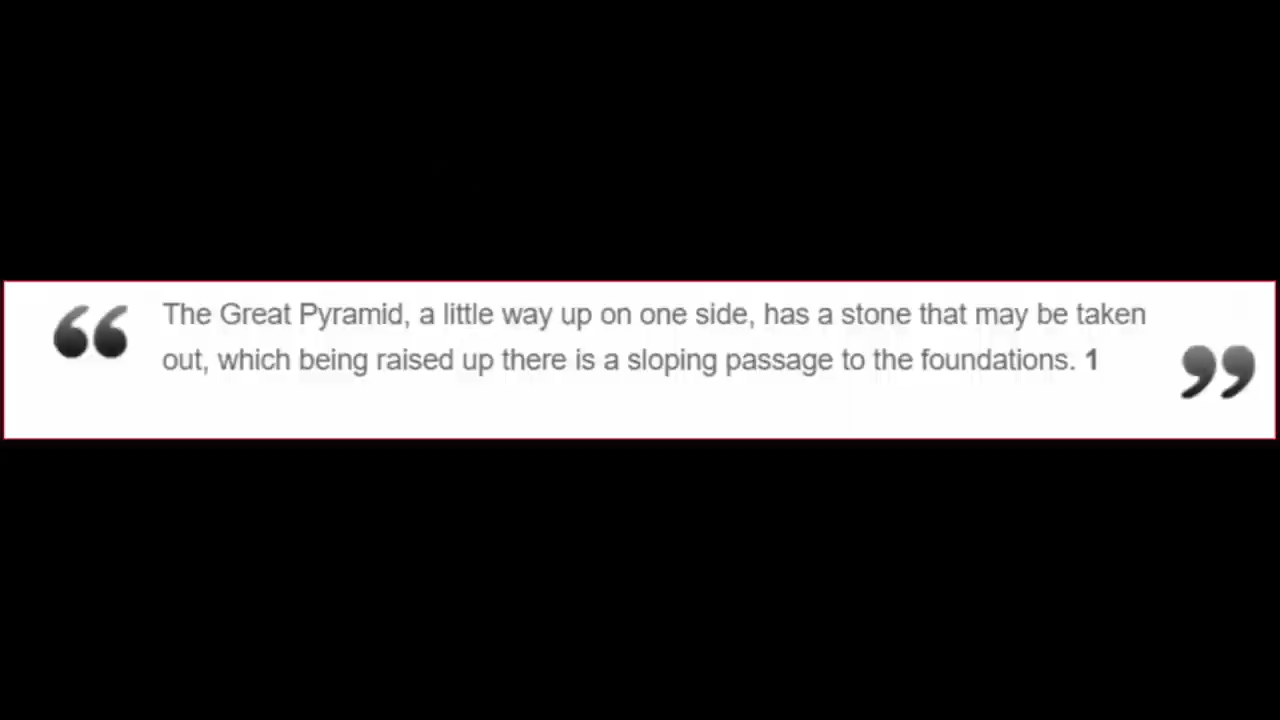 “ The Great Pyramid, a little way up on one side, has a stone that may be taken
out, which being raised up there is a sloping passage to the foundations. 1 ”